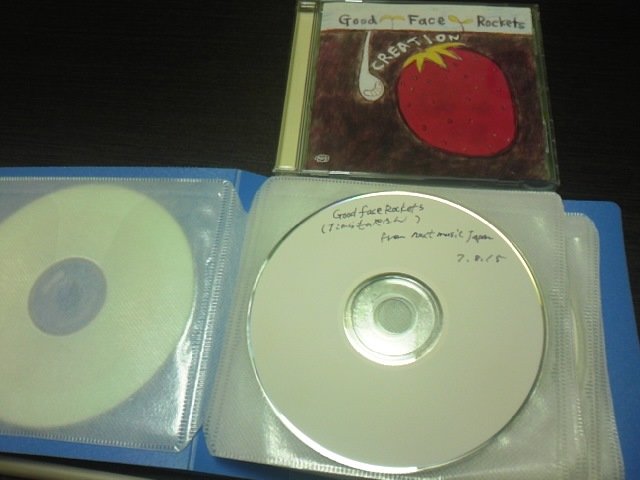 Good Face Rockets
CREATION
Good face Rockets
from next music Japan
7.8.15